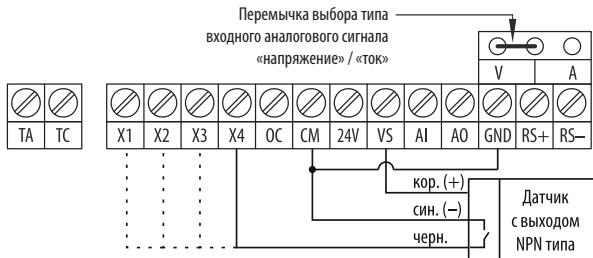 Перемычка выбора типа
входного аналогового сигнала
«напряжение» / «ток»
V A
TA TC X1 X2 X3 X4 OC CM 24V VS AI AO GND RS+ RS–
кор. (+)
син. (–)
черн.
Датчик
с выходом
NPN типа